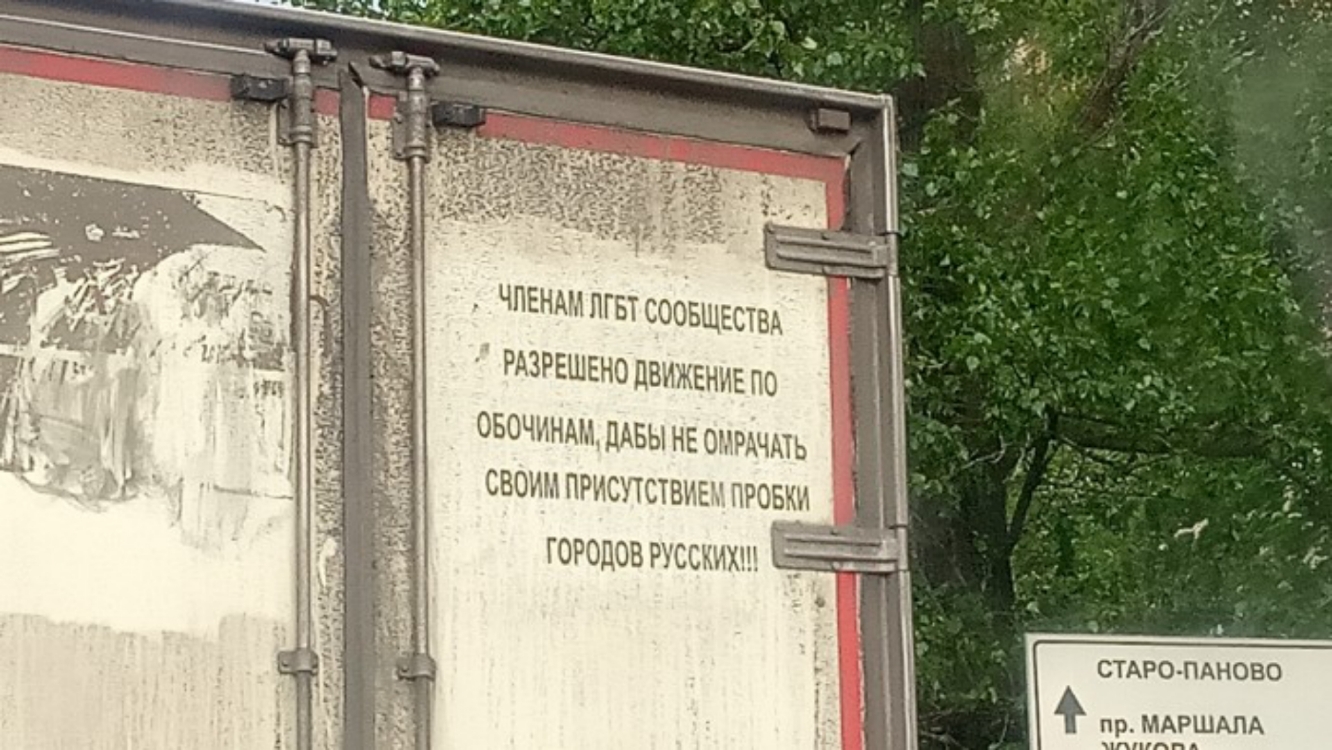 ЧЛЕНАМ ЛГБТ СООБЩЕСТВА
РАЗРЕШЕНО ДВИЖЕНИЕ ПО
ОБОЧИНАМ, ДАБЫ НЕ ОМРАЧАТЬ
СВОИМ ПРИСУТСТВИЕМ ПРОБКИ
ГОРОДОВ РУССКИХ!!!
СТАРО-ПАНОВО
пр. МАРШАЛА
ЖУКОВА